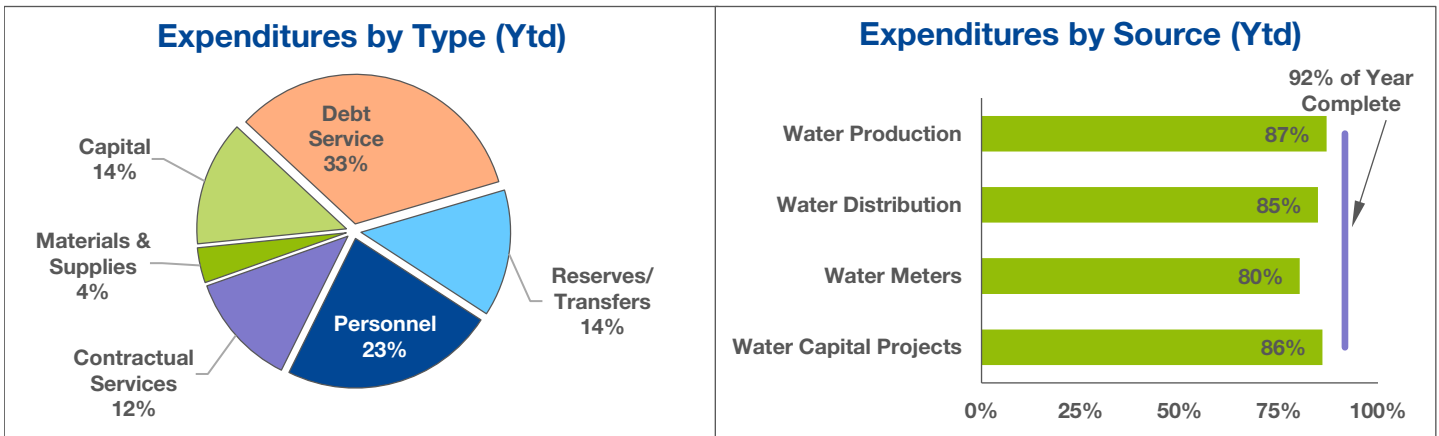 Expenditures by Type (Ytd)
Debt
Service
33%
Capital
14%
Materials &
Supplies
4%
Contractual
Services
12%
Personnel
23%
Reserves/
Transfers
14%
Expenditures by Source (Ytd)
92% of Year
Complete
Water Production
87%
Water Distribution
85%
Water Meters
80%
Water Capital Projects
86%
0%
25%
50%
75%
100%